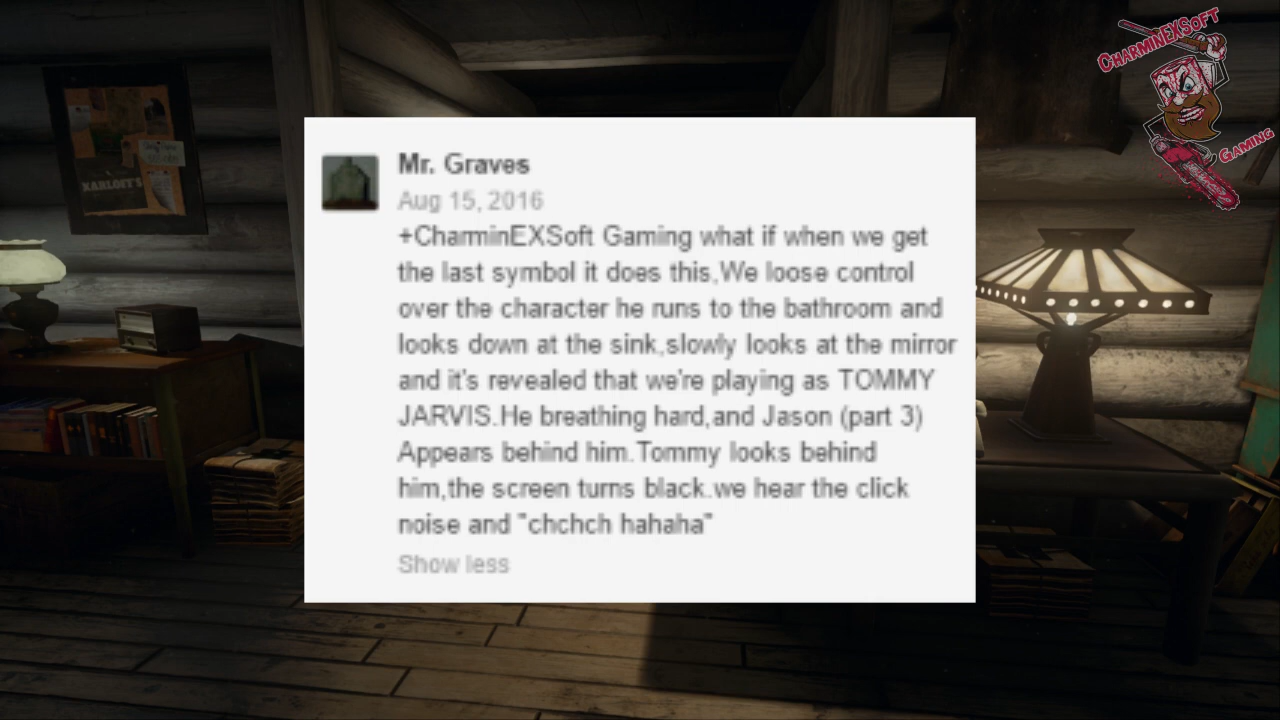 CHARMINEXSOFT
GAMING
Mr. Graves
Aug 15, 2016
+CharminEXSoft Gaming what if when we get
the last symbol it does this,We loose control
over the character he runs to the bathroom and
looks down at the sink,slowly looks at the mirror
and it's revealed that we're playing as TOMMY
JARVIS.He breathing hard,and Jason (part 3)
Appears behind him.Tommy looks behind
him,the screen turns black.we hear the click
noise and "chchch hahaha"
Show less